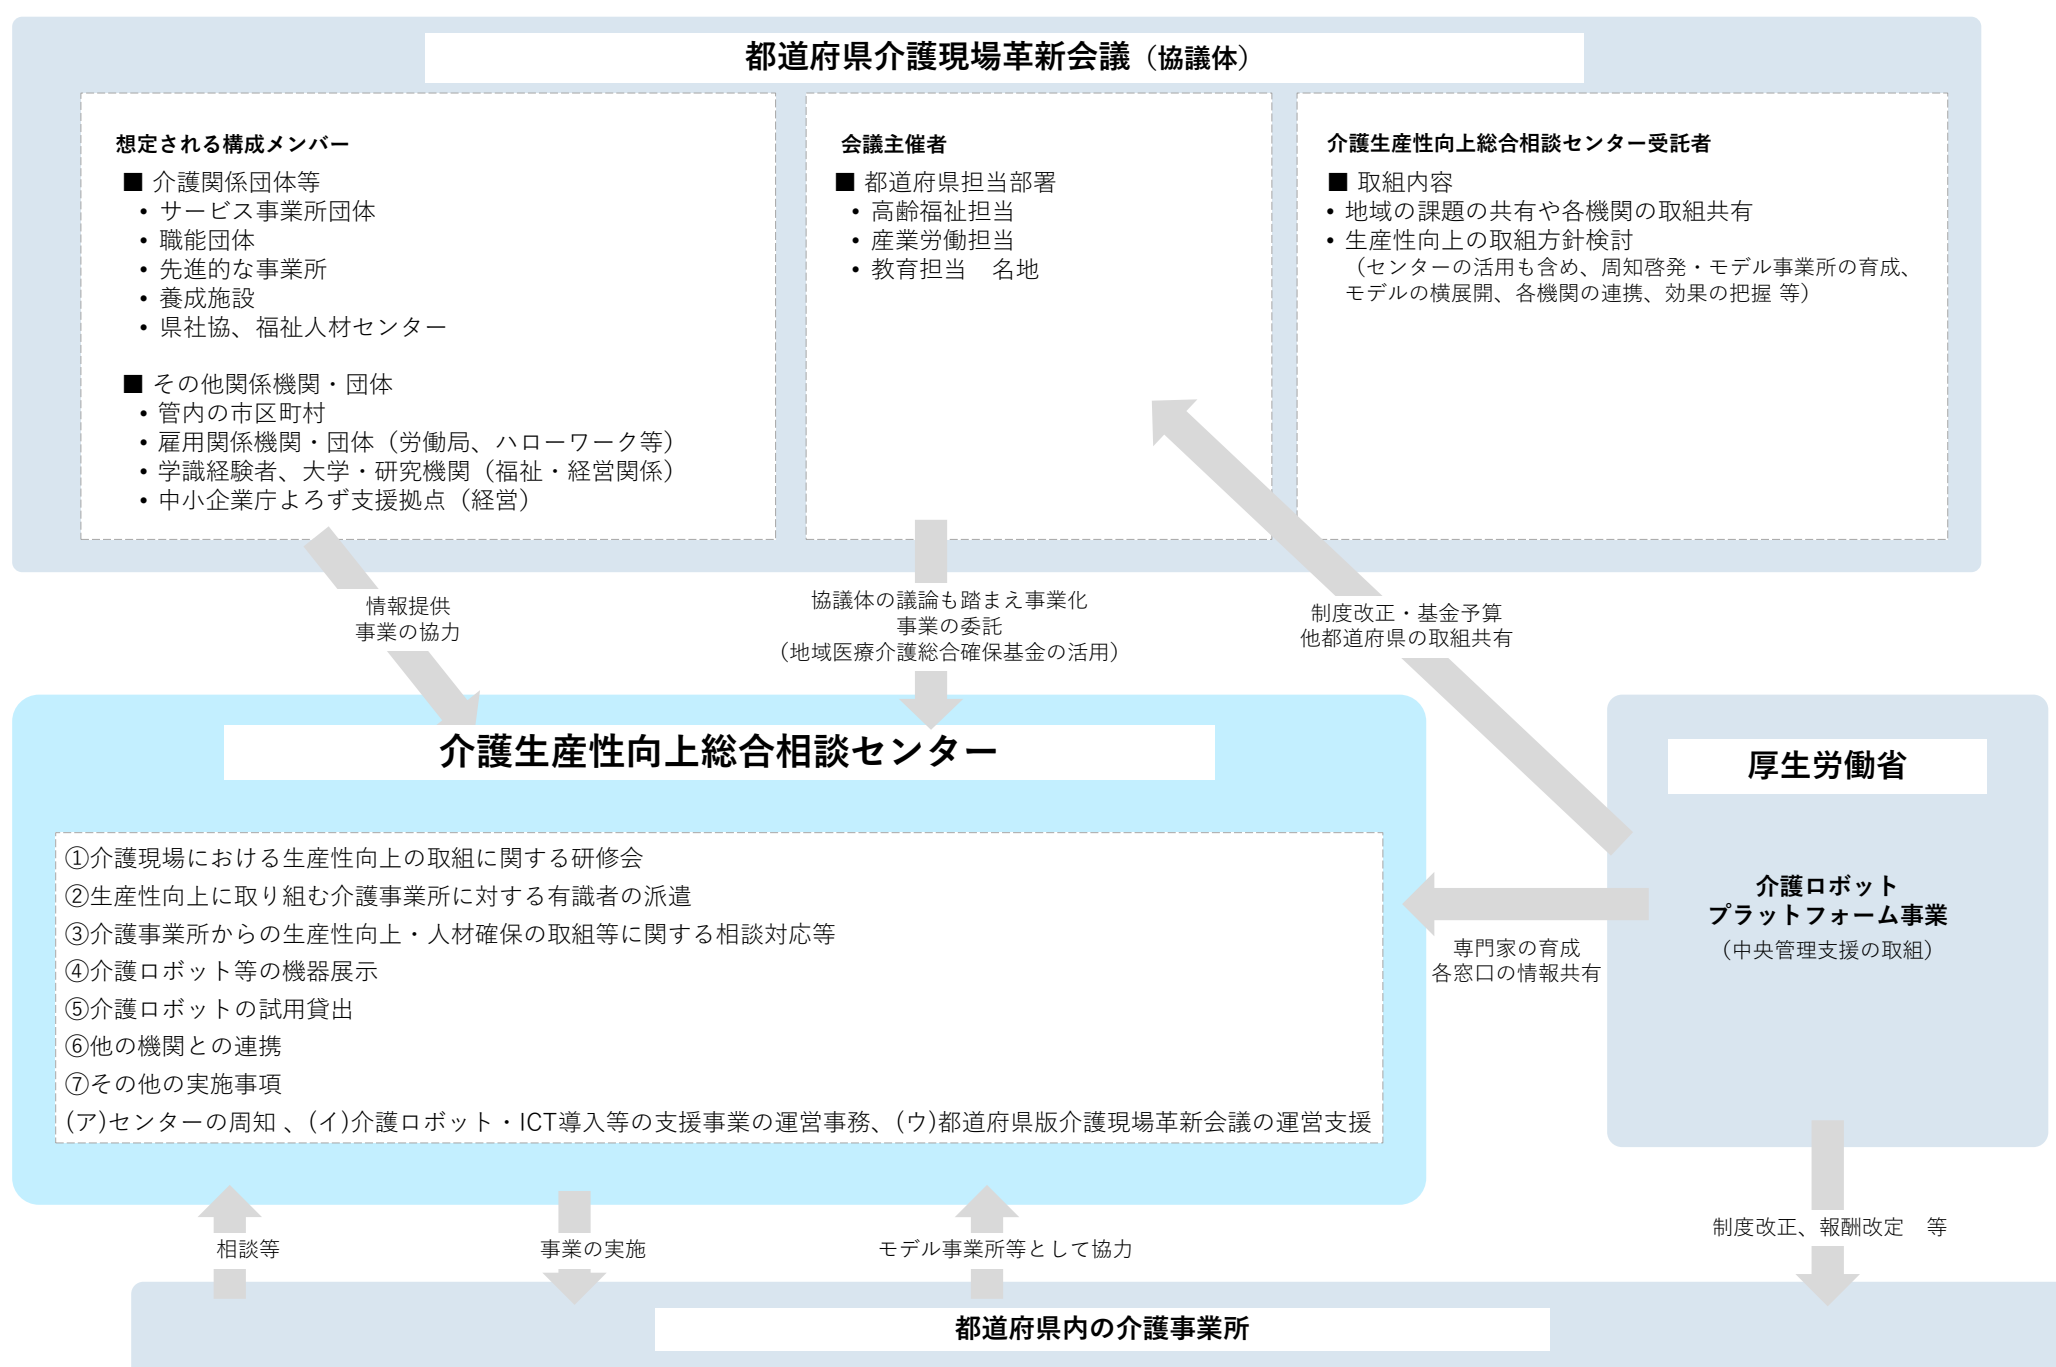 都道府県介護現場革新会議（協議体）
想定される構成メンバー
■ 介護関係団体等
• サービス事業所団体
• 職能団体
• 先進的な事業所
• 養成施設
• 県社協、福祉人材センター
■ その他関係機関・団体
• 管内の市区町村
• 雇用関係機関・団体（労働局、ハローワーク等）
• 学識経験者、大学・研究機関（福祉・経営関係）
• 中小企業庁よろず支援拠点（経営）
会議主催者
■ 都道府県担当部署
• 高齢福祉担当
• 産業労働担当
• 教育担当　名地
介護生産性向上総合相談センター受託者
■ 取組内容
• 地域の課題の共有や各機関の取組共有
• 生産性向上の取組方針検討
（センターの活用も含め、周知啓発・モデル事業所の育成、
モデルの横展開、各機関の連携、効果の把握 等）
情報提供
事業の協力
協議体の議論も踏まえ事業化
事業の委託
（地域医療介護総合確保基金の活用）
制度改正・基金予算
他都道府県の取組共有
介護生産性向上総合相談センター
①介護現場における生産性向上の取組に関する研修会
②生産性向上に取り組む介護事業所に対する有識者の派遣
③介護事業所からの生産性向上・人材確保の取組等に関する相談対応等
④介護ロボット等の機器展示
⑤介護ロボットの試用貸出
⑥他の機関との連携
⑦その他の実施事項
(ア)センターの周知 、(イ)介護ロボット・ICT導入等の支援事業の運営事務、(ウ)都道府県版介護現場革新会議の運営支援
厚生労働省
介護ロボット
プラットフォーム事業
（中央管理支援の取組）
専門家の育成
各窓口の情報共有
相談等
事業の実施
モデル事業所等として協力
制度改正、報酬改定　等
都道府県内の介護事業所